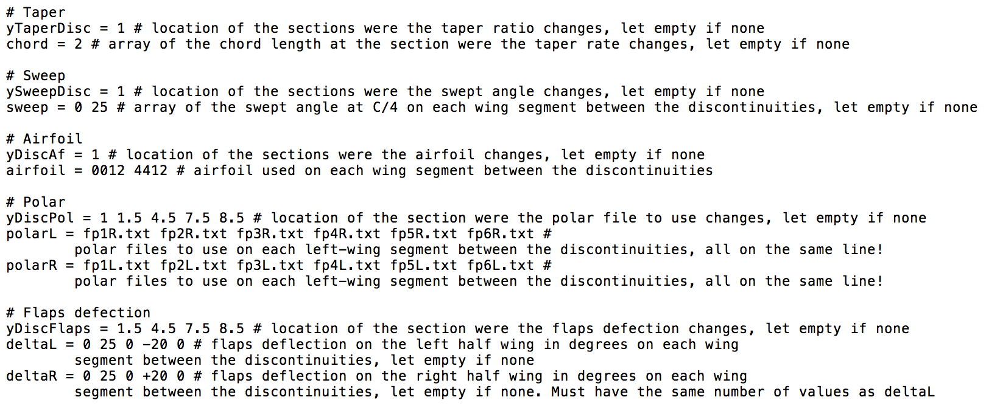 # Taper
yTaperDisc = 1 # location of the sections were the taper ratio changes, let empty if none
chord = 2 # array of the chord length at the section were the taper rate changes, let empty if none
# Sweep
ySweepDisc = 1 # location of the sections were the swept angle changes, let empty if none
sweep = 0 25 # array of the swept angle at C/4 on each wing segment between the discontinuities, let empty if none
# Airfoil
yDiscAf = 1 # location of the sections were the airfoil changes, let empty if none
airfoil = 0012 4412 # airfoil used on each wing segment between the discontinuities
# Polar
yDiscPol = 1 1.5 4.5 7.5 8.5 # location of the section were the polar file to use changes, let empty if none
polarL = fp1R.txt fp2R.txt fp3R.txt fp4R.txt fp5R.txt fp6R.txt #
polar files to use on each left-wing segment between the discontinuities, all on the same line!
polarR = fp1L.txt fp2L.txt fp3L.txt fp4L.txt fp5L.txt fp6L.txt #
polar files to use on each left-wing segment between the discontinuities, all on the same line!
# Flaps defection
yDiscFlaps = 1.5 4.5 7.5 8.5 # location of the section were the flaps defection changes, let empty if none
deltaL = 0 25 0 -20 0 # flaps deflection on the left half wing in degrees on each wing
segment between the discontinuities, let empty if none
deltaR = 0 25 0 +20 0 # flaps deflection on the right half wing in degrees on each wing
segment between the discontinuities, let empty if none. Must have the same number of values as deltaL